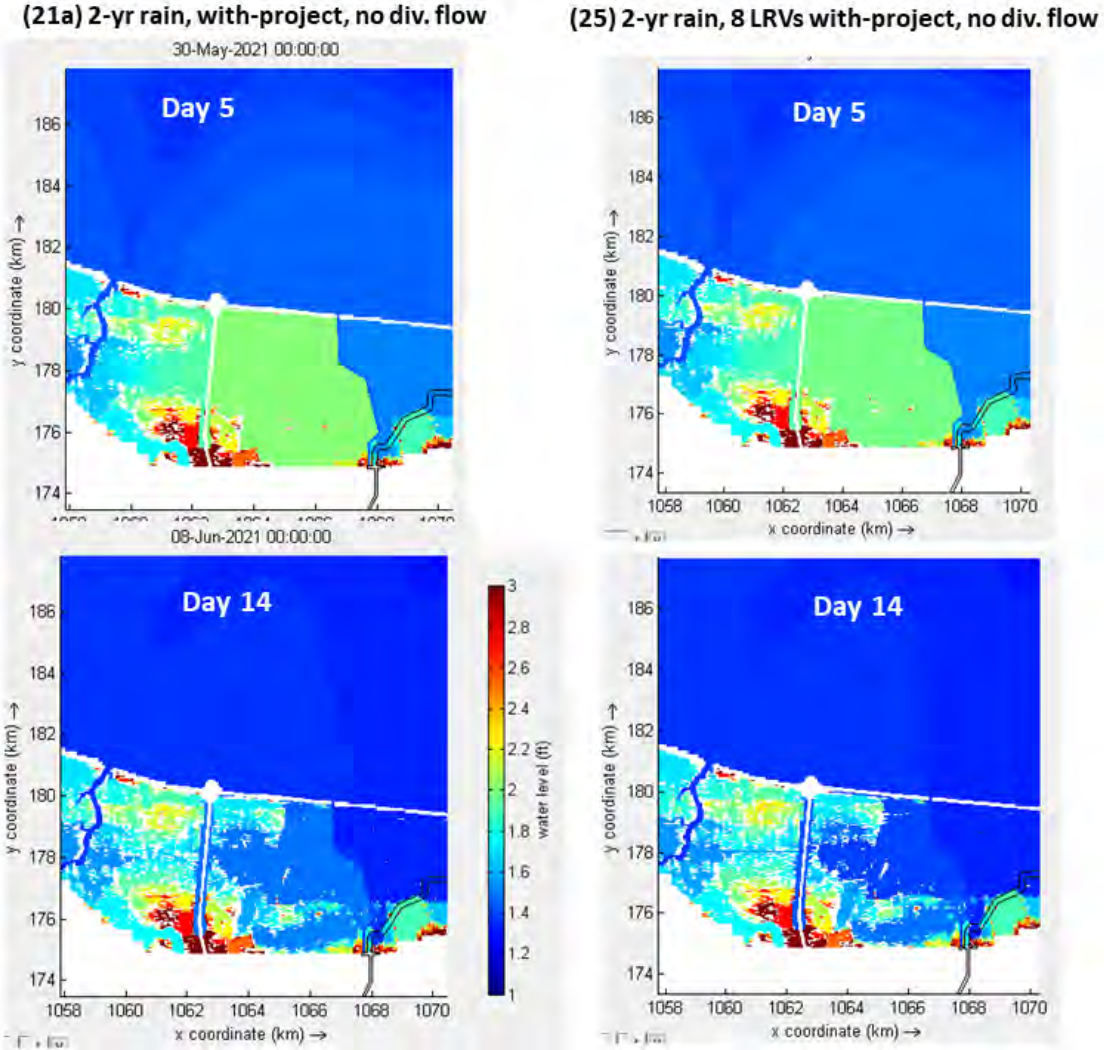 (21a) 2-yr rain, with-project, no div. flow
(25) 2-yr rain, 8 LRVs with-project, no div. flow
30-May-2021 00:00:00
Day 5
y coordinate (km) →
186
184
182
180
178
176
174
Day 5
y coordinate (km) →
186
184
182
180
178
176
174
1058 1060 1062 1064 1066 1068 1070
x coordinate (km) →
08-Jun-2021 00:00:00
Day 14
y coordinate (km) →
186
184
182
180
178
176
174
1058 1060 1062 1064 1066 1068 1070
x coordinate (km) →
3
2.8
2.6
2.4
2.2
2
1.8
1.6
1.4
1.2
1
water level (ft)
Day 14
y coordinate (km) →
186
184
182
180
178
176
174
1058 1060 1062 1064 1066 1068 1070
x coordinate (km) →